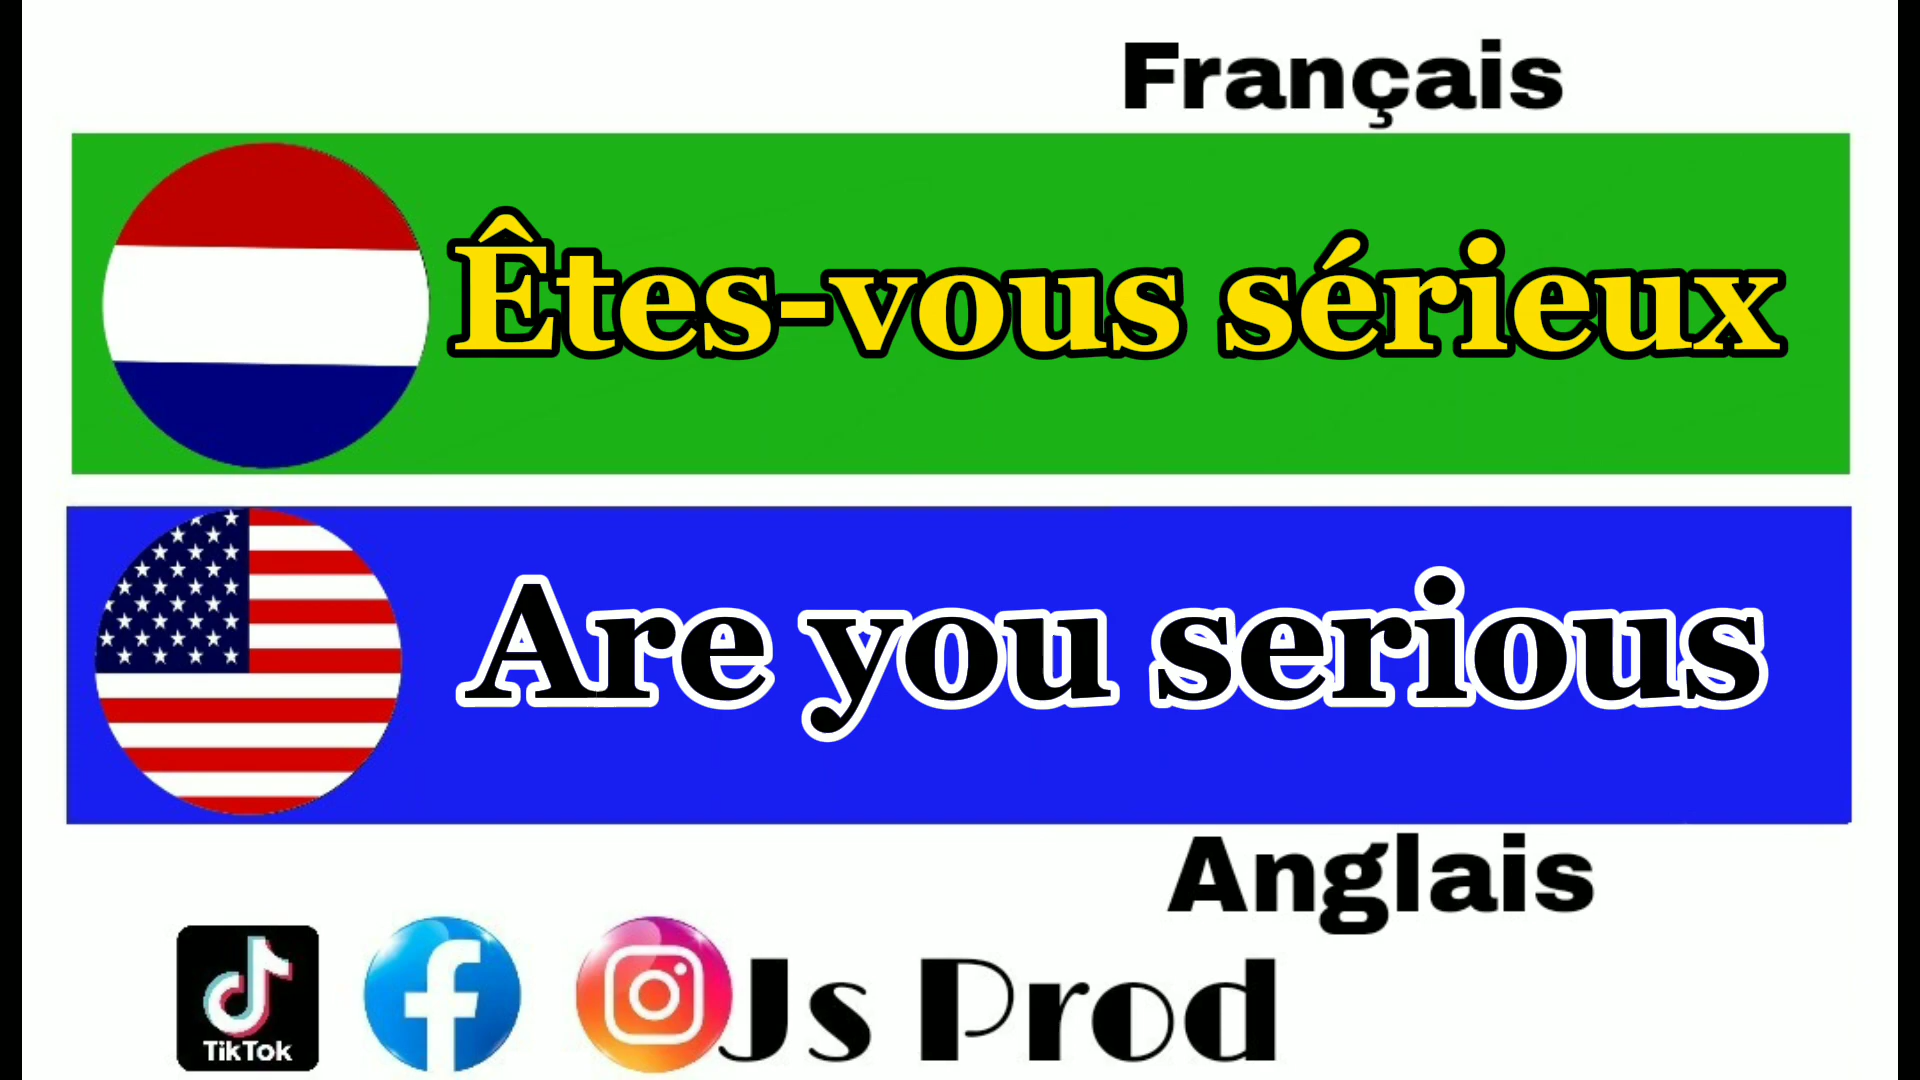 Français
Êtes-vous sérieux
Are you serious
Anglais
TikTok
Js Prod